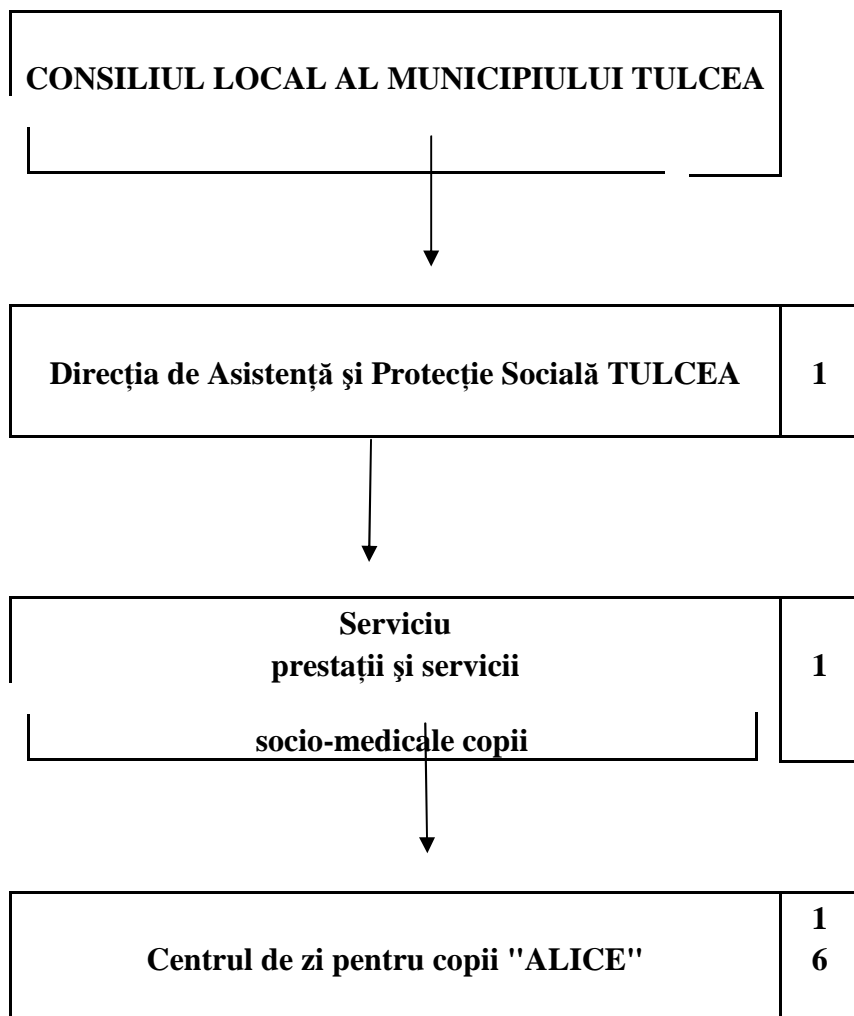 CONSILIUL LOCAL AL MUNICIPIULUI TULCEA
Direcția de Asistență şi Protecție Socială TULCEA
1
Serviciu
prestații şi servicii
1
socio-medicale copii
1
Centrul de zi pentru copii "ALICE"
6